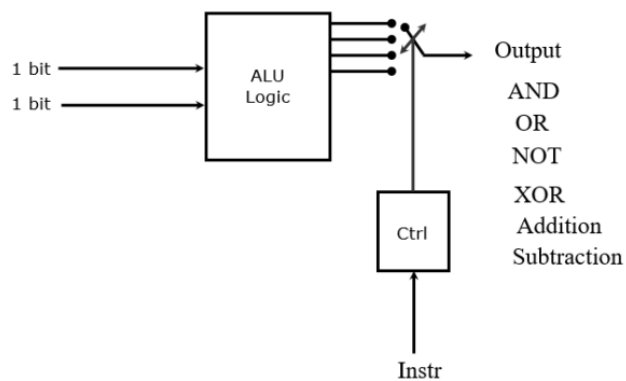 1 bit
1 bit
ALU
Logic
Output
AND
OR
NOT
XOR
Addition
Subtraction
Ctrl
Instr